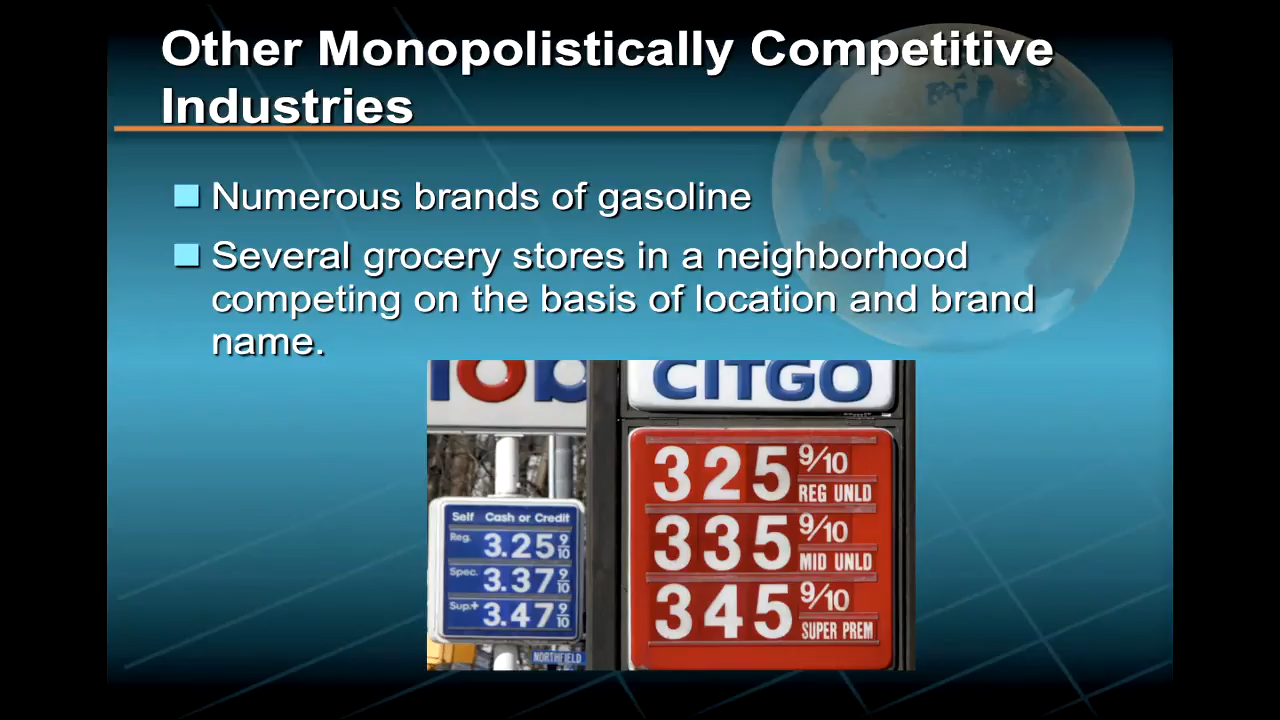 Other Monopolistically Competitive
Industries
Numerous brands of gasoline
Several grocery stores in a neighborhood
competing on the basis of location and brand
name.
Self Cash or Credit
Reg. 3.25 9/10
Spec. 3.37 9/10
Sup.+ 3.47 9/10
NORTHFIELD
CITGO
325 9/10 REG UNLD
335 9/10 MID UNLD
345 9/10 SUPER PREM